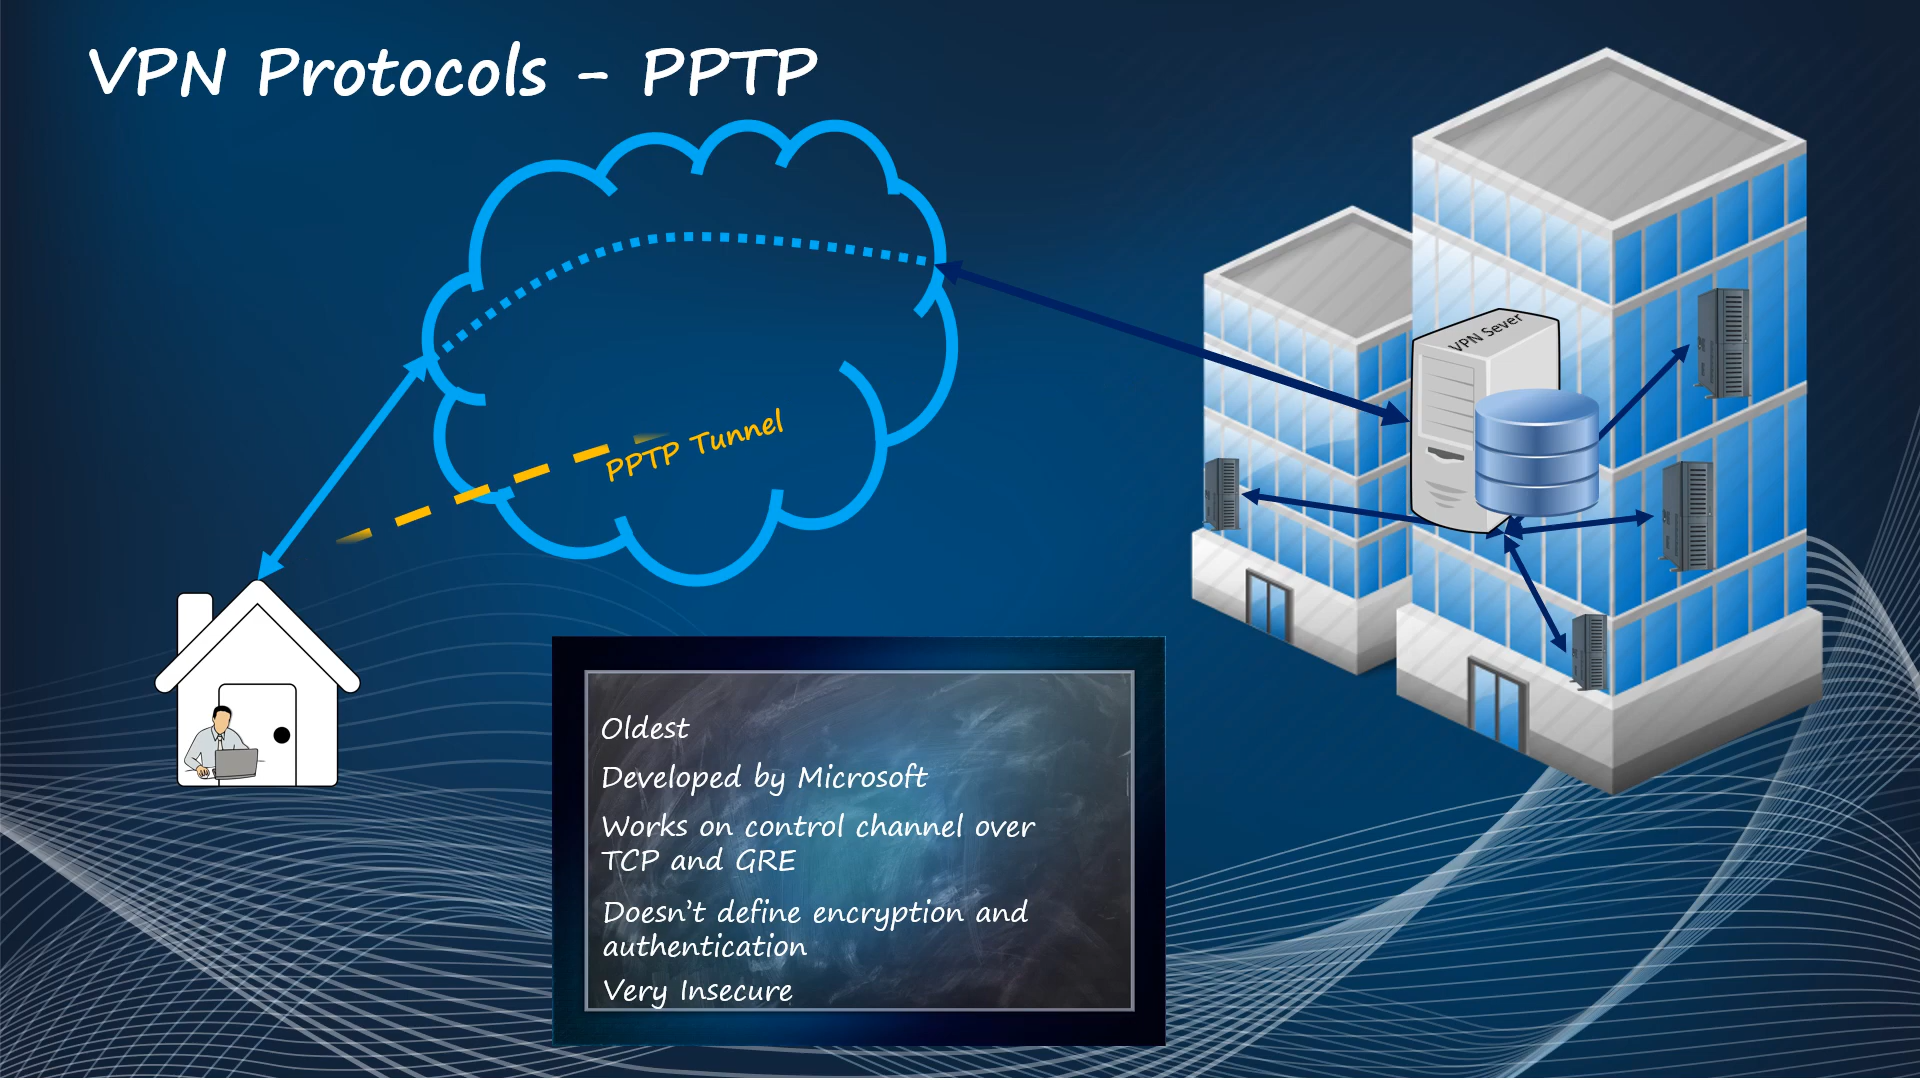 VPN Protocols - PPTP
VPN Sever
PPTP Tunnel
Oldest
Developed by Microsoft
Works on control channel over
TCP and GRE
Doesn't define encryption and
authentication
Very Insecure